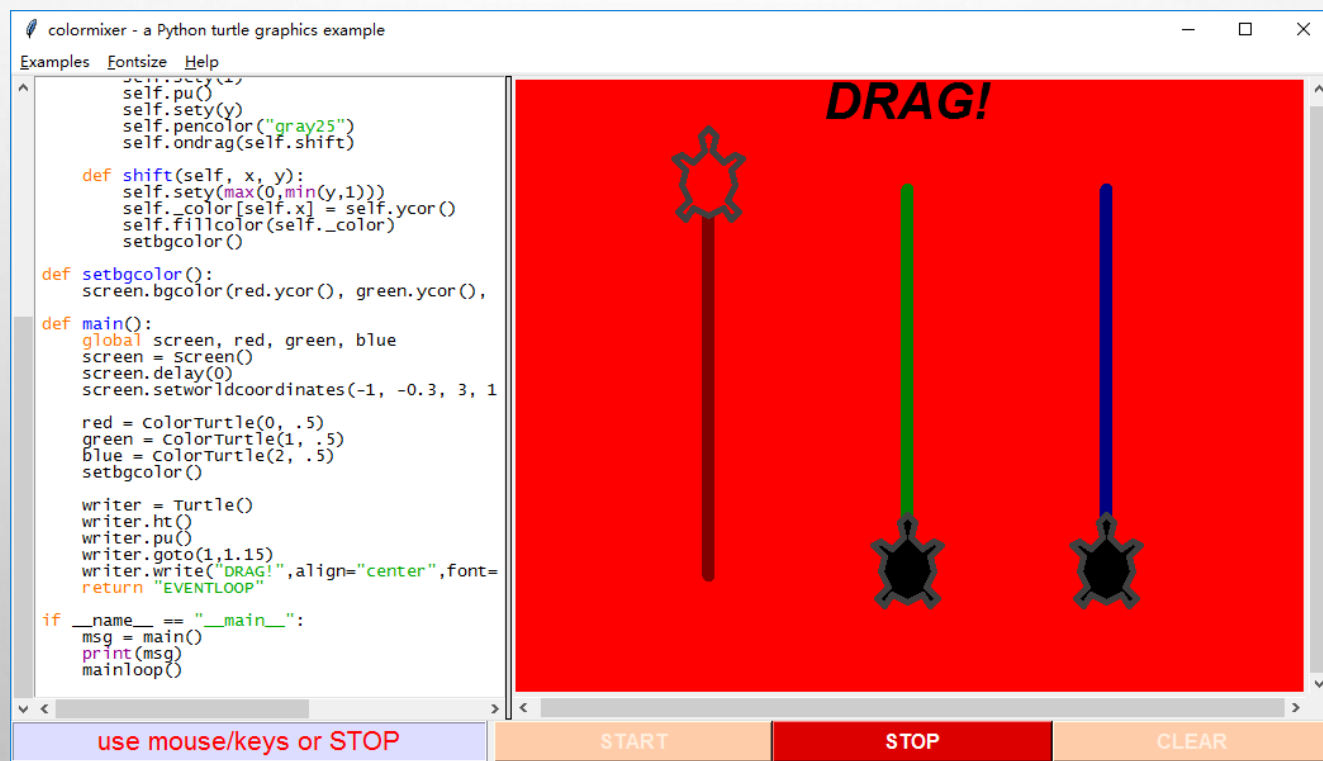 colormixer - a Python turtle graphics example
Examples Fontsize Help
self.sety(1)
self.pu()
self.sety(y)
self.pencolor("gray25")
self.ondrag(self.shift)
def shift(self, x, y):
self.sety(max(0,min(y,1)))
self._color[self.x] = self.ycor()
self.fillcolor(self._color)
setbgcolor()
def setbgcolor():
screen.bgcolor(red.ycor(), green.ycor(),
def main():
global screen, red, green, blue
screen = Screen()
screen.delay(0)
screen.setworldcoordinates(-1, -0.3, 3, 1
red = ColorTurtle(0, .5)
green = ColorTurtle(1, .5)
blue = ColorTurtle(2, .5)
setbgcolor()
writer = Turtle()
writer.ht()
writer.pu()
writer.goto(1,1.15)
writer.write("DRAG!",align="center",font=
return "EVENTLOOP"
if __name__ == "__main__":
msg = main()
print(msg)
mainloop()
DRAG!
use mouse/keys or STOP
START
STOP
CLEAR